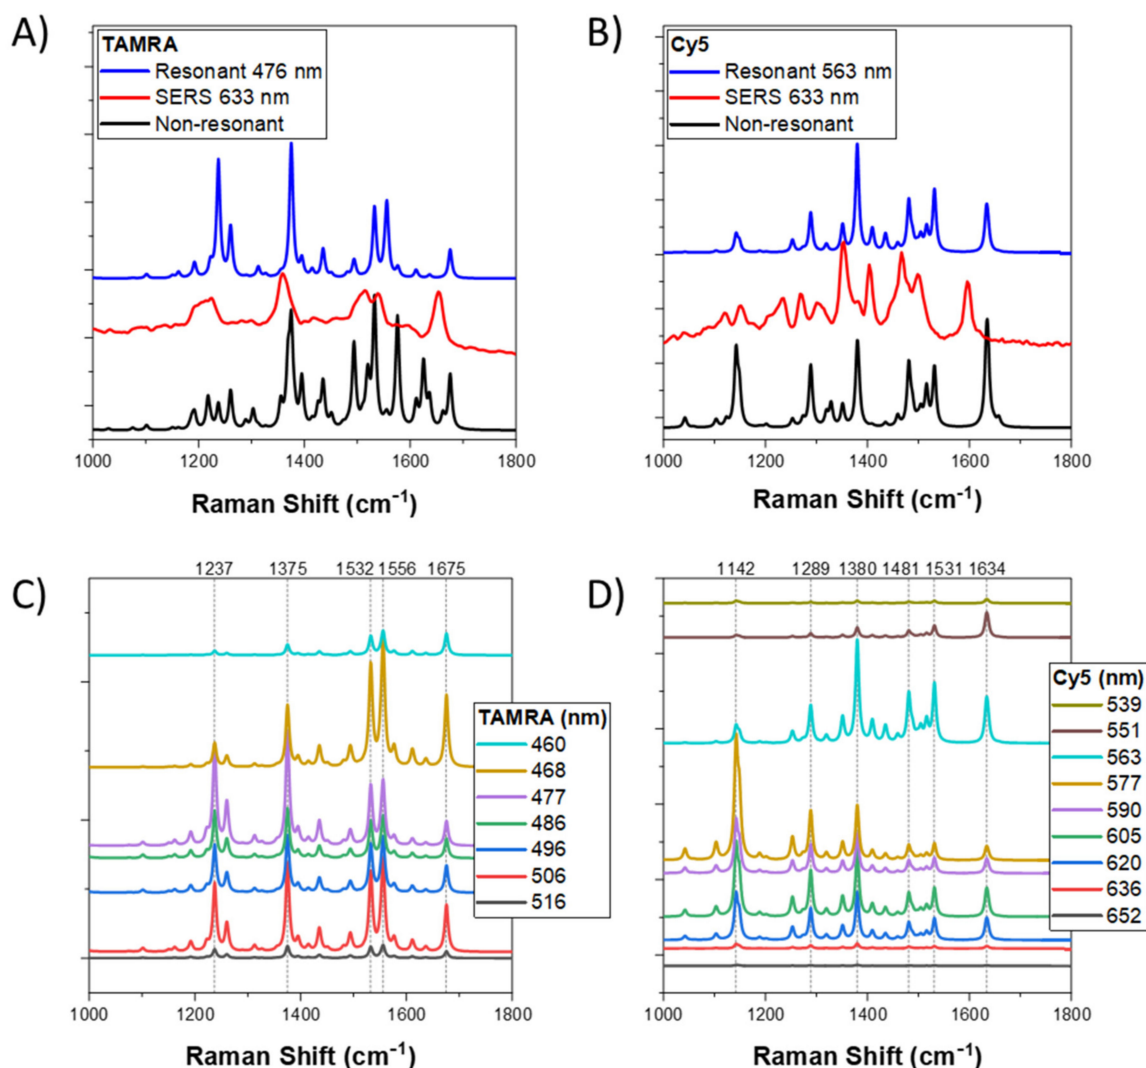 A)
TAMRA
Resonant 476 nm
SERS 633 nm
Non-resonant
1000 1200 1400 1600 1800
Raman Shift (cm⁻¹)
B)
Cy5
Resonant 563 nm
SERS 633 nm
Non-resonant
1000 1200 1400 1600 1800
Raman Shift (cm⁻¹)
C)
1237 1375 1532 1556 1675
TAMRA (nm)
460
468
477
486
496
506
516
1000 1200 1400 1600 1800
Raman Shift (cm⁻¹)
D)
1142 1289 1380 1481 1531 1634
Cy5 (nm)
539
551
563
577
590
605
620
636
652
1000 1200 1400 1600 1800
Raman Shift (cm⁻¹)